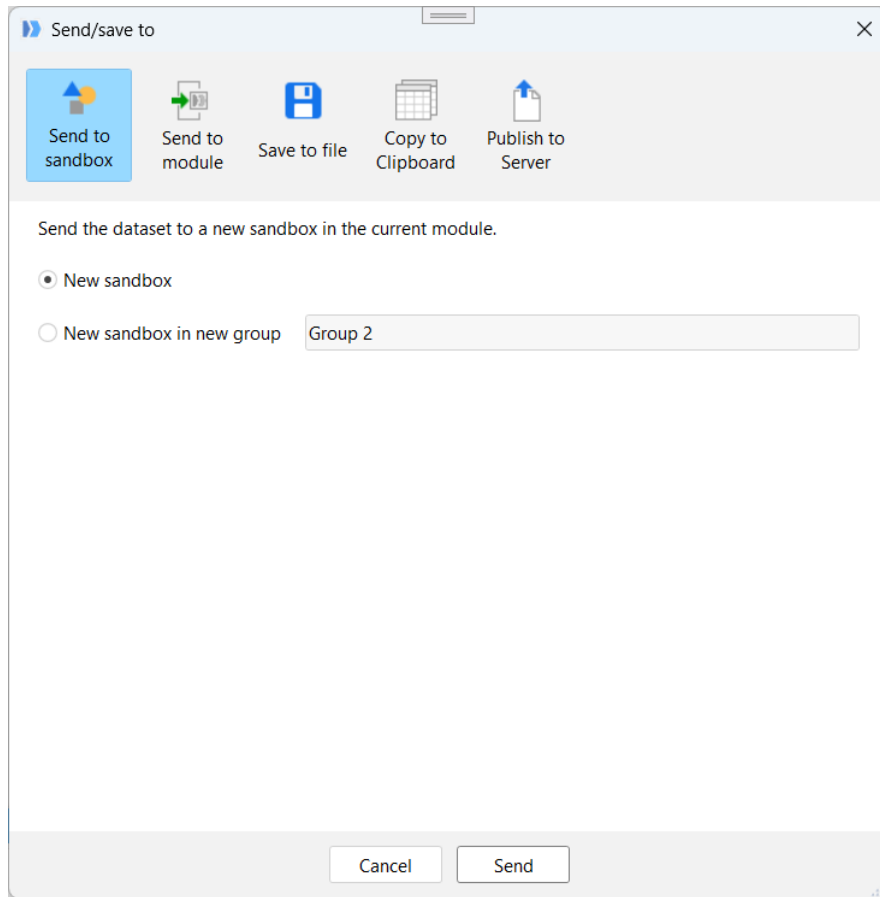 Send/save to
Send to
sandbox
Send to
module
Save to file
Copy to
Clipboard
Publish to
Server
Send the dataset to a new sandbox in the current module.
New sandbox
New sandbox in new group
Group 2
Cancel
Send